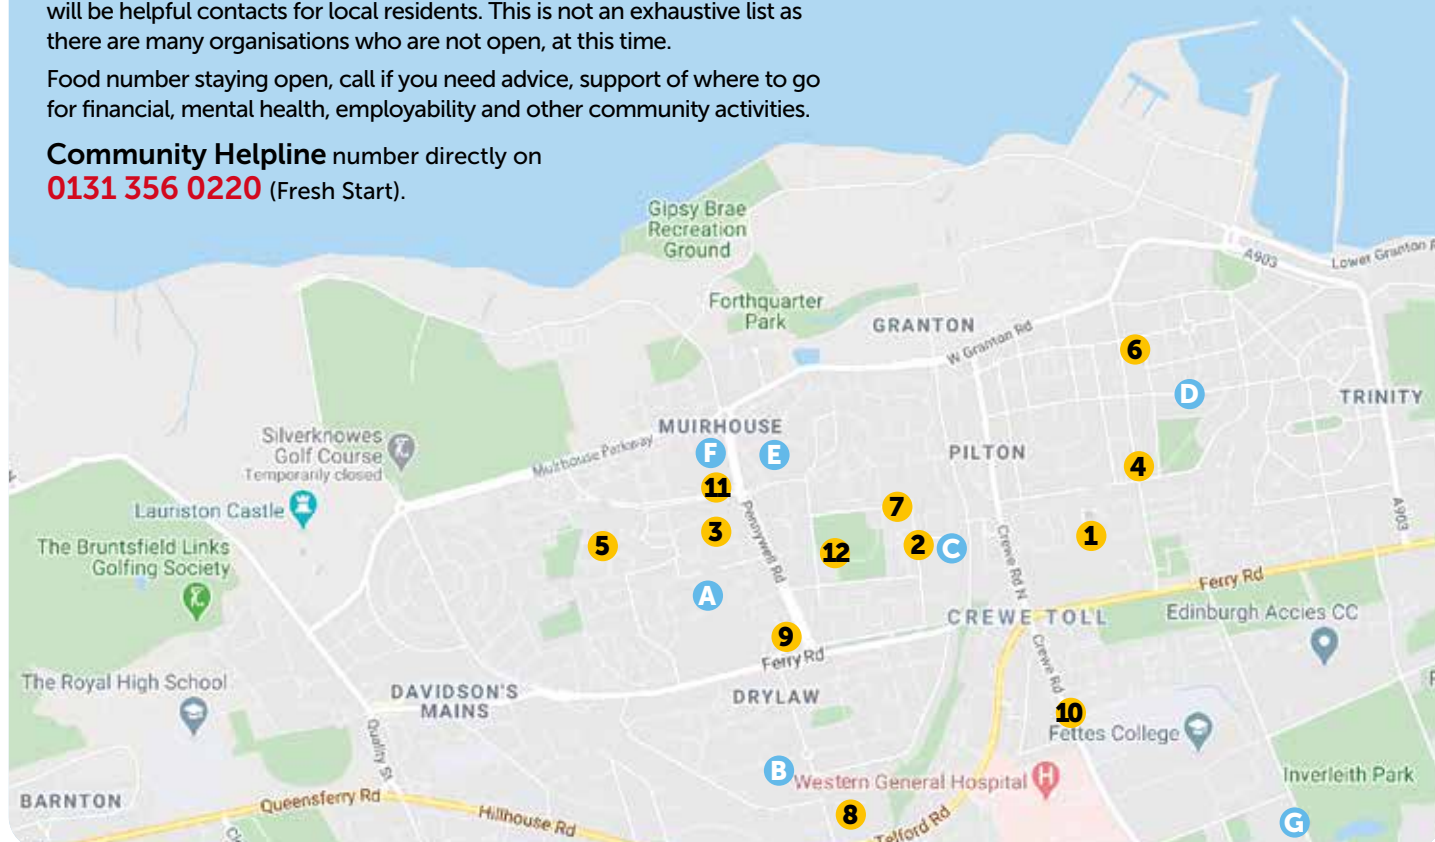 will be helpful contacts for local residents. This is not an exhaustive list as
there are many organisations who are not open, at this time.
Food number staying open, call if you need advice, support of where to go
for financial, mental health, employability and other community activities.
Community Helpline number directly on
0131 356 0220 (Fresh Start).
Gipsy Brae
Recreation
Ground
A903
Lower Granton
Forthquarter
Park
GRANTON
W Granton Rd
6
D
TRINITY
MUIRHOUSE
Silverknowes
Golf Course
Temporarily closed
Muirhouse Parkway
F
E
PILTON
4
11
Lauriston Castle
7
A903
Pennywell Rd
3
The Bruntsfield Links
Golfing Society
5
12
2
C
Crewe Rd N
1
Ferry Rd
A
CREWE TOLL
Edinburgh Accies CC
9
Ferry Rd
Crewe Rd
The Royal High School
DAVIDSON'S
MAINS
DRYLAW
10
Fettes College
Quality St
B
Western General Hospital
H
Inverleith Park
BARNTON
Queensferry Rd
Hillhouse Rd
8
Telford Rd
G